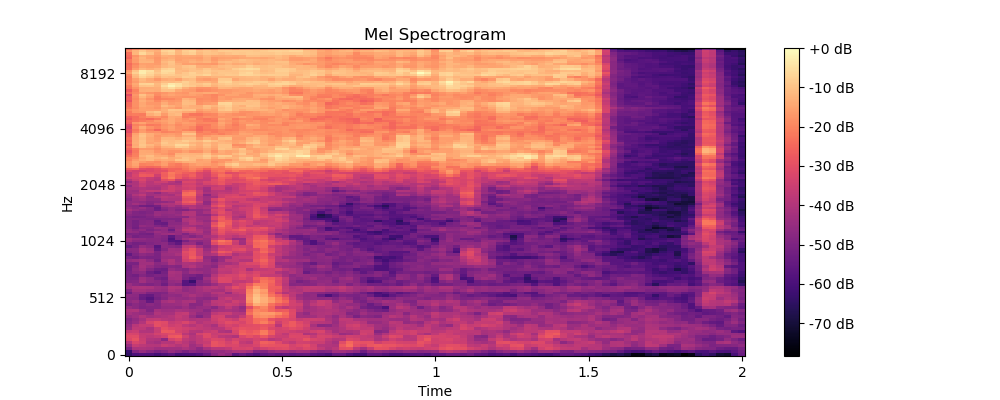 Mel Spectrogram
Hz
8192
4096
2048
1024
512
0
0
0.5
1
1.5
2
Time
+0 dB
-10 dB
-20 dB
-30 dB
-40 dB
-50 dB
-60 dB
-70 dB